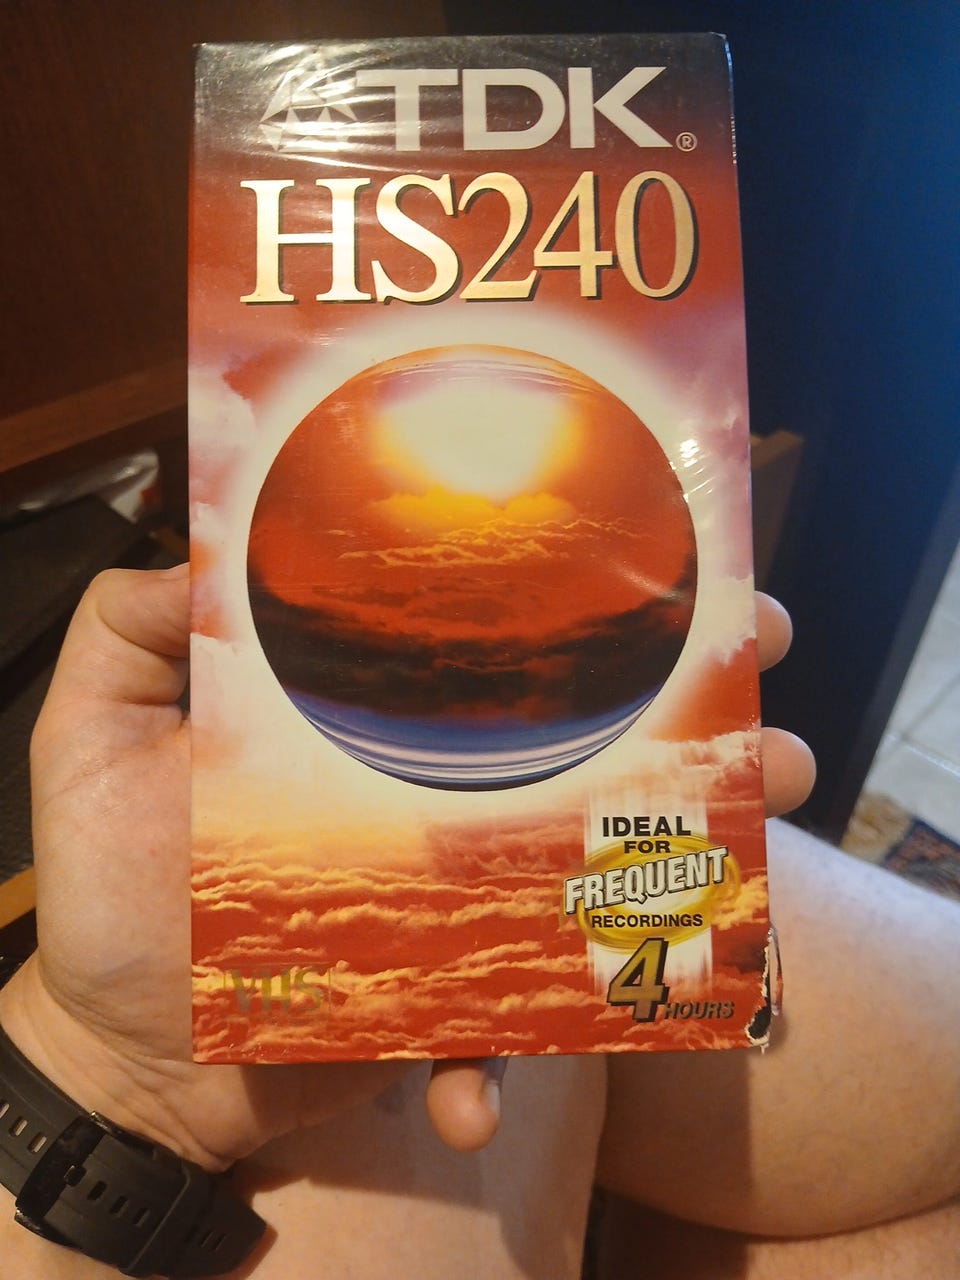 TDK®
HS240
IDEAL
FOR
FREQUENT
RECORDINGS
4 HOURS
VHS